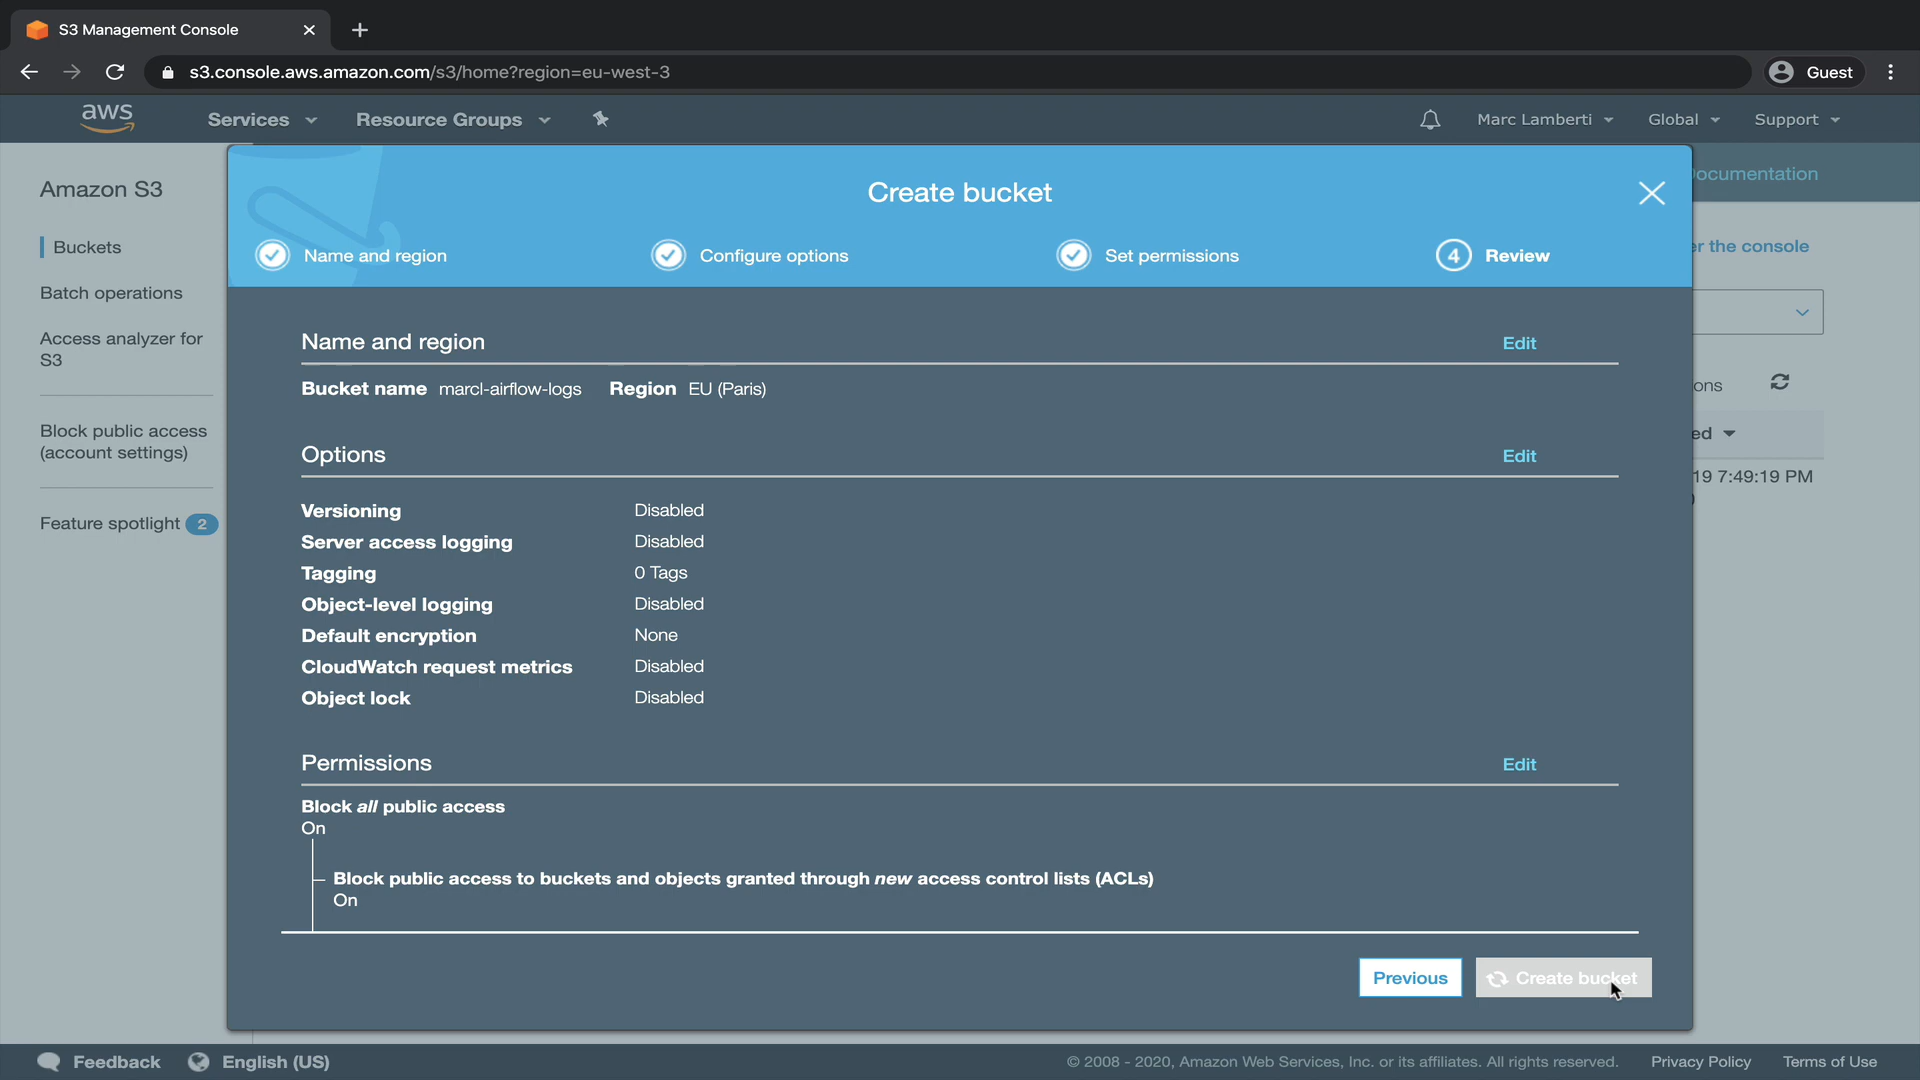 S3 Management Console
s3.console.aws.amazon.com/s3/home?region=eu-west-3
Guest
aws
Services
Resource Groups
Marc Lamberti
Global
Support
Amazon S3
Buckets
Batch operations
Access analyzer for
S3
Block public access
(account settings)
Feature spotlight 2
Create bucket
Name and region
Configure options
Set permissions
4 Review
Name and region
Edit
Bucket name marcl-airflow-logs Region EU (Paris)
Options
Edit
Versioning Disabled
Server access logging Disabled
Tagging 0 Tags
Object-level logging Disabled
Default encryption None
CloudWatch request metrics Disabled
Object lock Disabled
Permissions
Edit
Block all public access
On
Block public access to buckets and objects granted through new access control lists (ACLs)
On
Previous
Create bucket
ocumentation
er the console
ons
ed
19 7:49:19 PM
Feedback
English (US)
© 2008 - 2020, Amazon Web Services, Inc. or its affiliates. All rights reserved.
Privacy Policy
Terms of Use